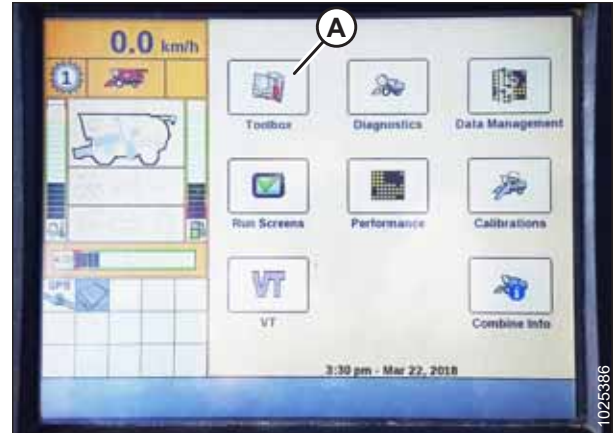 A
0.0 km/h
1
Toolbox
Diagnostics
Data Management
Run Screens
Performance
Calibrations
GPS
VT
VT
Combine Info
3:30 pm - Mar 22, 2018
1025386